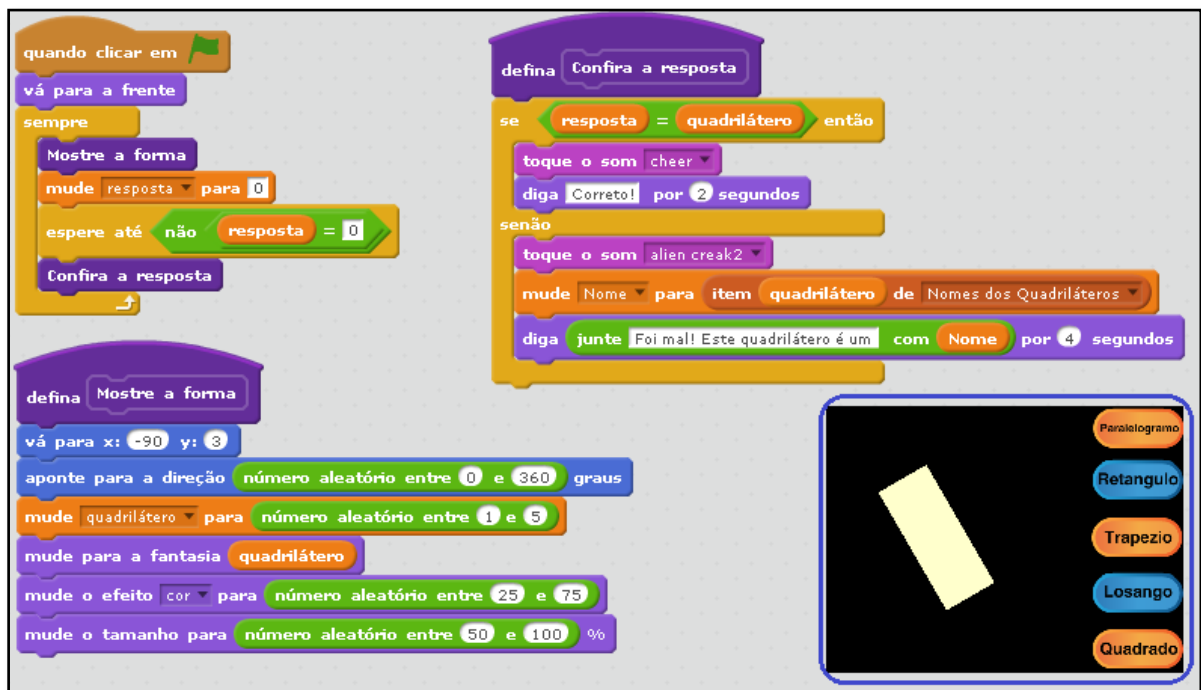 quando clicar em
vá para a frente
sempre
Mostre a forma
mude resposta para 0
espere até não resposta = 0
Confira a resposta
defina Mostre a forma
vá para x: -90 y: 3
aponte para a direção número aleatório entre 0 e 360 graus
mude quadrilátero para número aleatório entre 1 e 5
mude para a fantasia quadrilátero
mude o efeito cor para número aleatório entre 25 e 75
mude o tamanho para número aleatório entre 50 e 100 %
defina Confira a resposta
se resposta = quadrilátero então
toque o som cheer
diga Correto! por 2 segundos
senão
toque o som alien creak2
mude Nome para item quadrilátero de Nomes dos Quadriláteros
diga junte Foi mal! Este quadrilátero é um com Nome por 4 segundos
Paralelogramo
Retangulo
Trapezio
Losango
Quadrado